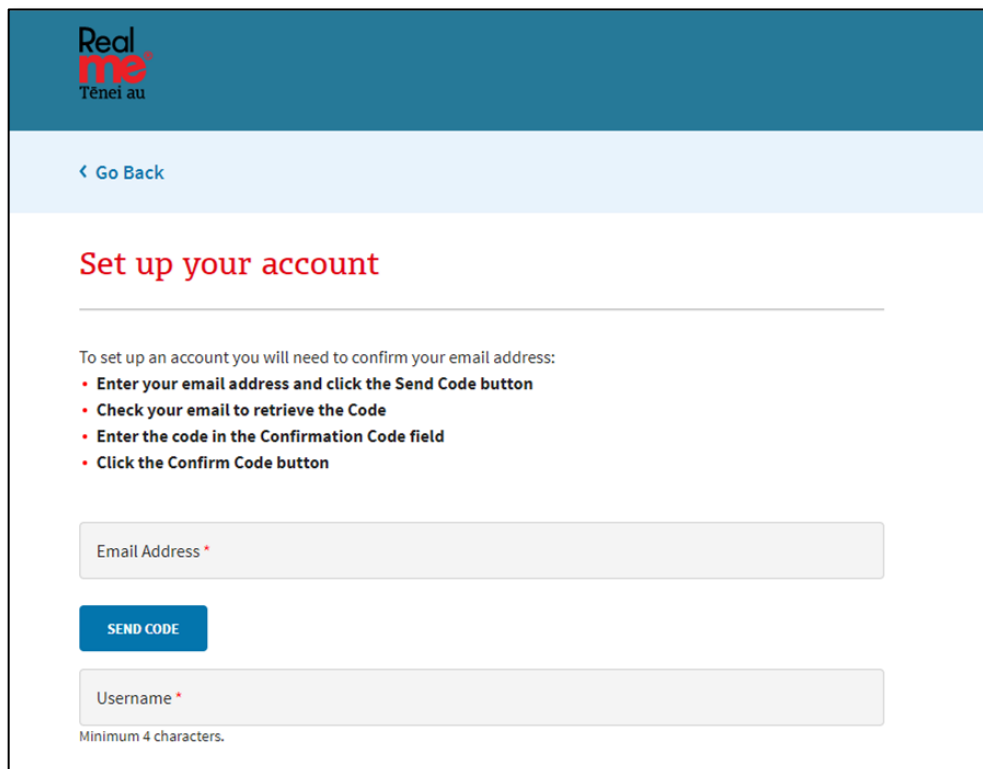 Real
me®
Tēnei au
< Go Back
Set up your account
To set up an account you will need to confirm your email address:
• Enter your email address and click the Send Code button
• Check your email to retrieve the Code
• Enter the code in the Confirmation Code field
• Click the Confirm Code button
Email Address *
SEND CODE
Username *
Minimum 4 characters.